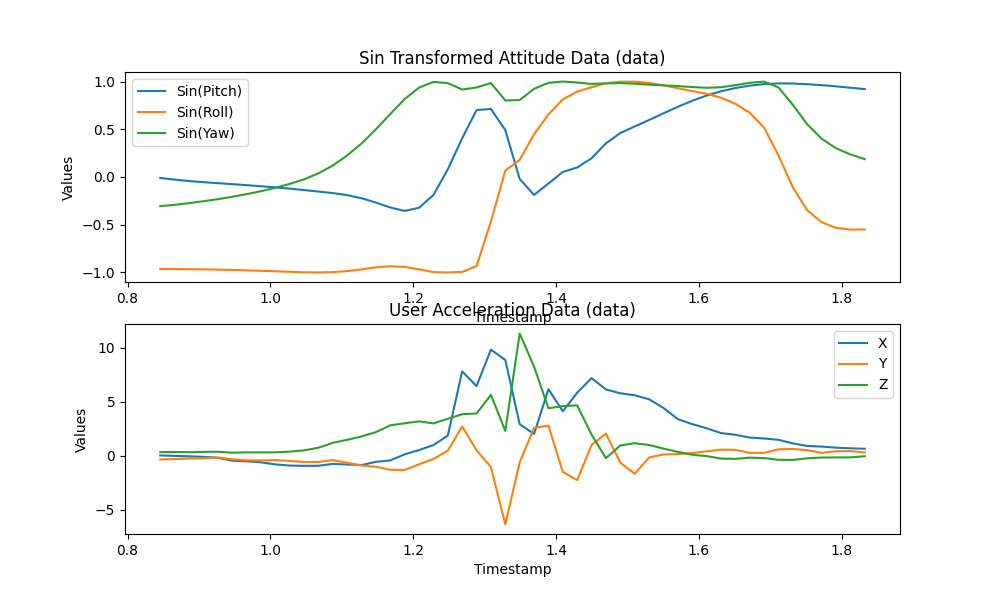 Sin Transformed Attitude Data (data)
1.0
0.5
0.0
−0.5
−1.0
Values
Sin(Pitch)
Sin(Roll)
Sin(Yaw)
0.8 1.0 1.2 1.4 1.6 1.8
Timestamp
User Acceleration Data (data)
10
5
0
−5
Values
X
Y
Z
0.8 1.0 1.2 1.4 1.6 1.8
Timestamp